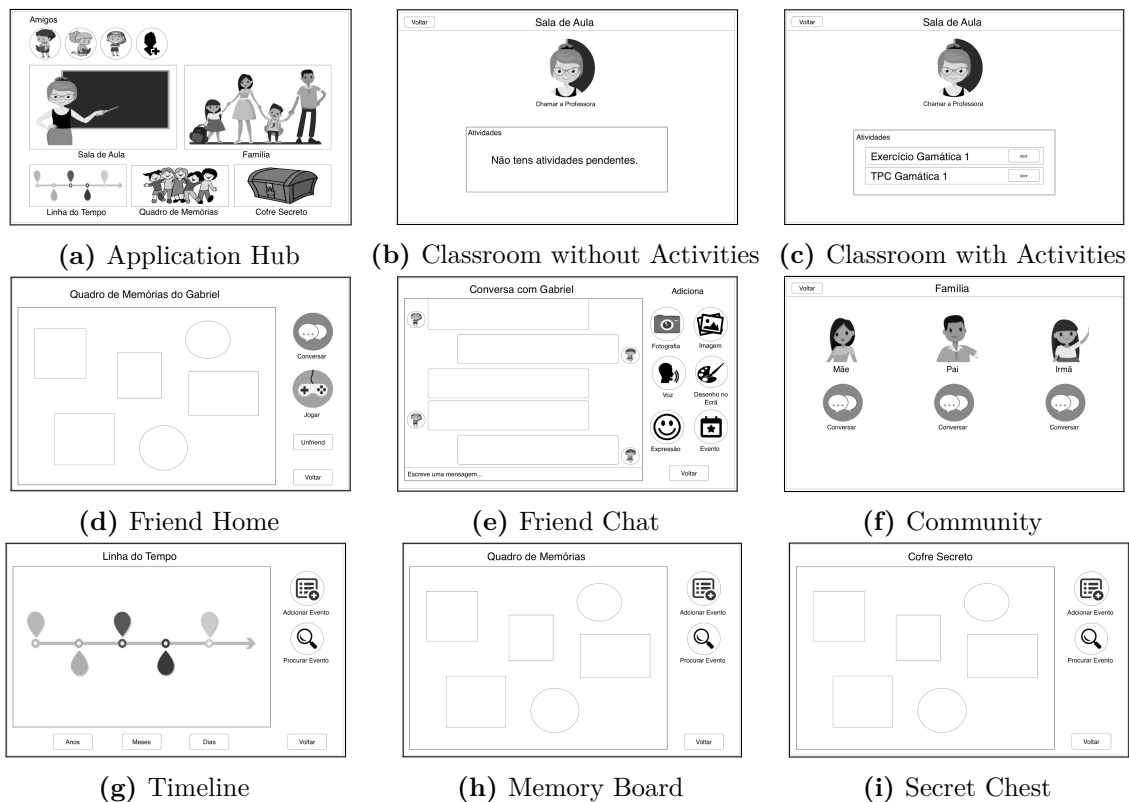 Amigos
Sala de Aula
Família
Linha do Tempo
Quadro de Memórias
Cofre Secreto
(a) Application Hub
Voltar
Sala de Aula
Chamar a Professora
Atividades
Não tens atividades pendentes.
(b) Classroom without Activities
Voltar
Sala de Aula
Chamar a Professora
Atividades
Exercício Gamática 1
Abrir
TPC Gamática 1
Abrir
(c) Classroom with Activities
Quadro de Memórias do Gabriel
Conversar
Jogar
Unfriend
Voltar
(d) Friend Home
Conversa com Gabriel
Adiciona
Fotografia
Imagem
Voz
Desenho no
Ecrã
Expressão
Evento
Escreve uma mensagem...
Voltar
(e) Friend Chat
Voltar
Família
Mãe
Pai
Irmã
Conversar
Conversar
Conversar
(f) Community
Linha do Tempo
Adcionar Evento
Procurar Evento
Anos
Meses
Dias
Voltar
(g) Timeline
Quadro de Memórias
Adcionar Evento
Procurar Evento
Voltar
(h) Memory Board
Cofre Secreto
Adcionar Evento
Procurar Evento
Voltar
(i) Secret Chest